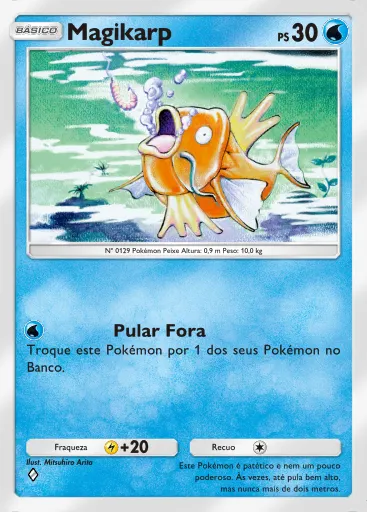 BÁSICO
Magikarp
PS 30
N° 0129 Pokémon Peixe Altura: 0,9 m Peso: 10,0 kg
Pular Fora
Troque este Pokémon por 1 dos seus Pokémon no
Banco.
Fraqueza +20
Recuo
Ilust. Mitsuhiro Arita
Este Pokémon é patético e nem um pouco
poderoso. Às vezes, até pula bem alto,
mas nunca mais de dois metros.